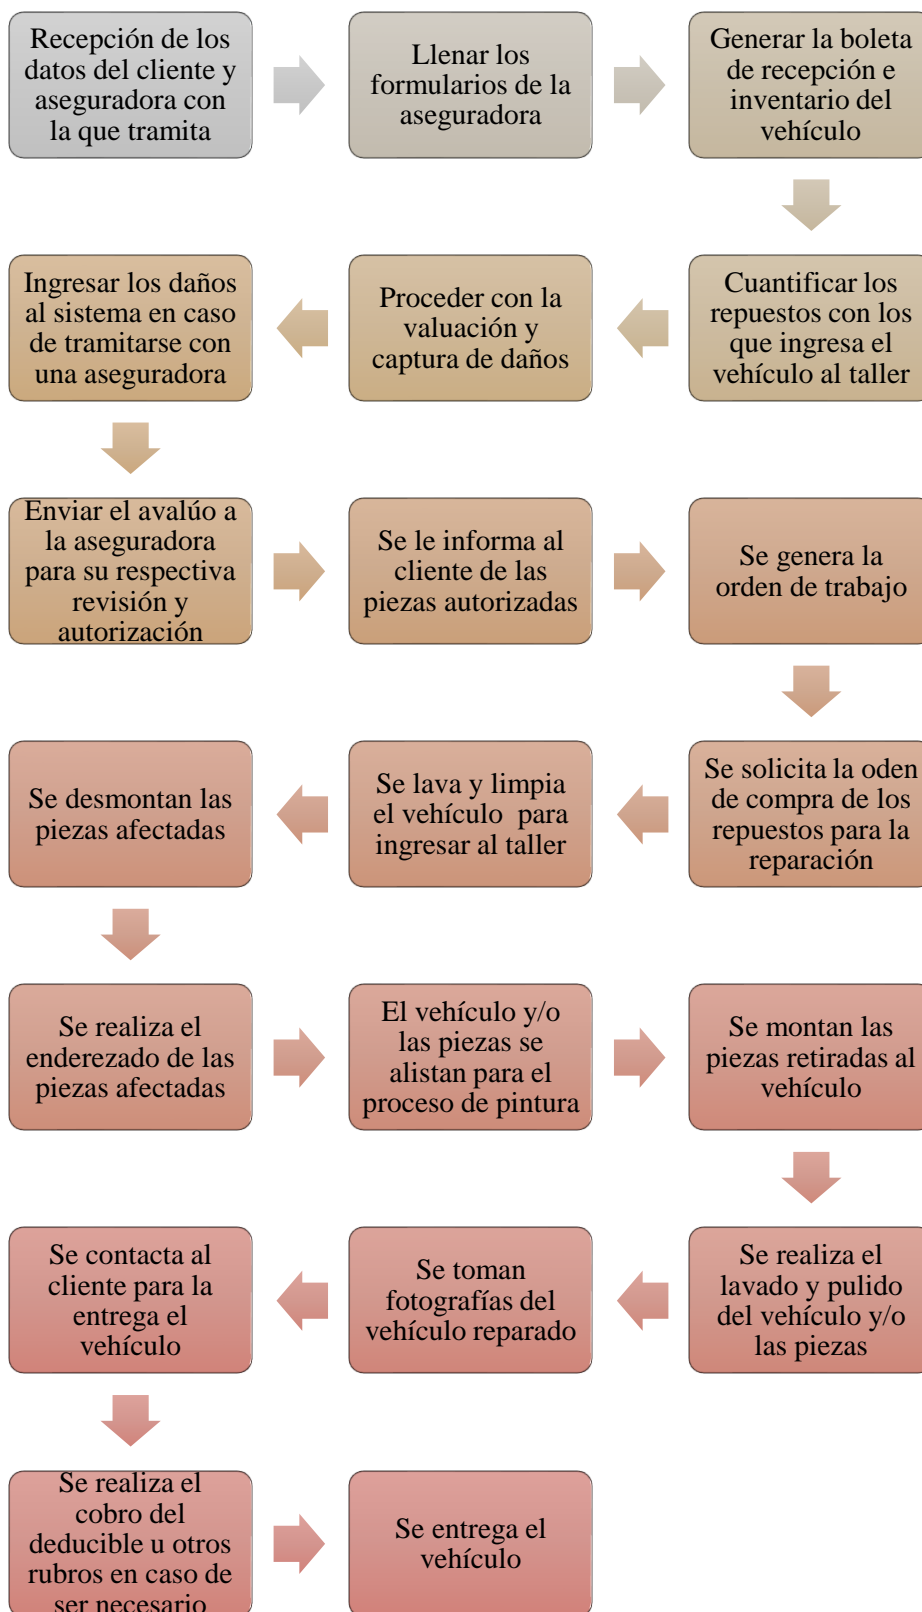 Recepción de los
datos del cliente y
aseguradora con
la que tramita
Llenar los
formularios de la
aseguradora
Generar la boleta
de recepción e
inventario del
vehículo
Cuantificar los
repuestos con los
que ingresa el
vehículo al taller
Proceder con la
valuación y
captura de daños
Ingresar los daños
al sistema en caso
de tramitarse con
una aseguradora
Enviar el avalúo a
la aseguradora
para su respectiva
revisión y
autorización
Se le informa al
cliente de las
piezas autorizadas
Se genera la
orden de trabajo
Se solicita la oden
de compra de los
repuestos para la
reparación
Se lava y limpia
el vehículo para
ingresar al taller
Se desmontan las
piezas afectadas
Se realiza el
enderezado de las
piezas afectadas
El vehículo y/o
las piezas se
alistan para el
proceso de pintura
Se montan las
piezas retiradas al
vehículo
Se realiza el
lavado y pulido
del vehículo y/o
las piezas
Se toman
fotografías del
vehículo reparado
Se contacta al
cliente para la
entrega el
vehículo
Se realiza el
cobro del
deducible u otros
rubros en caso de
ser necesario
Se entrega el
vehículo